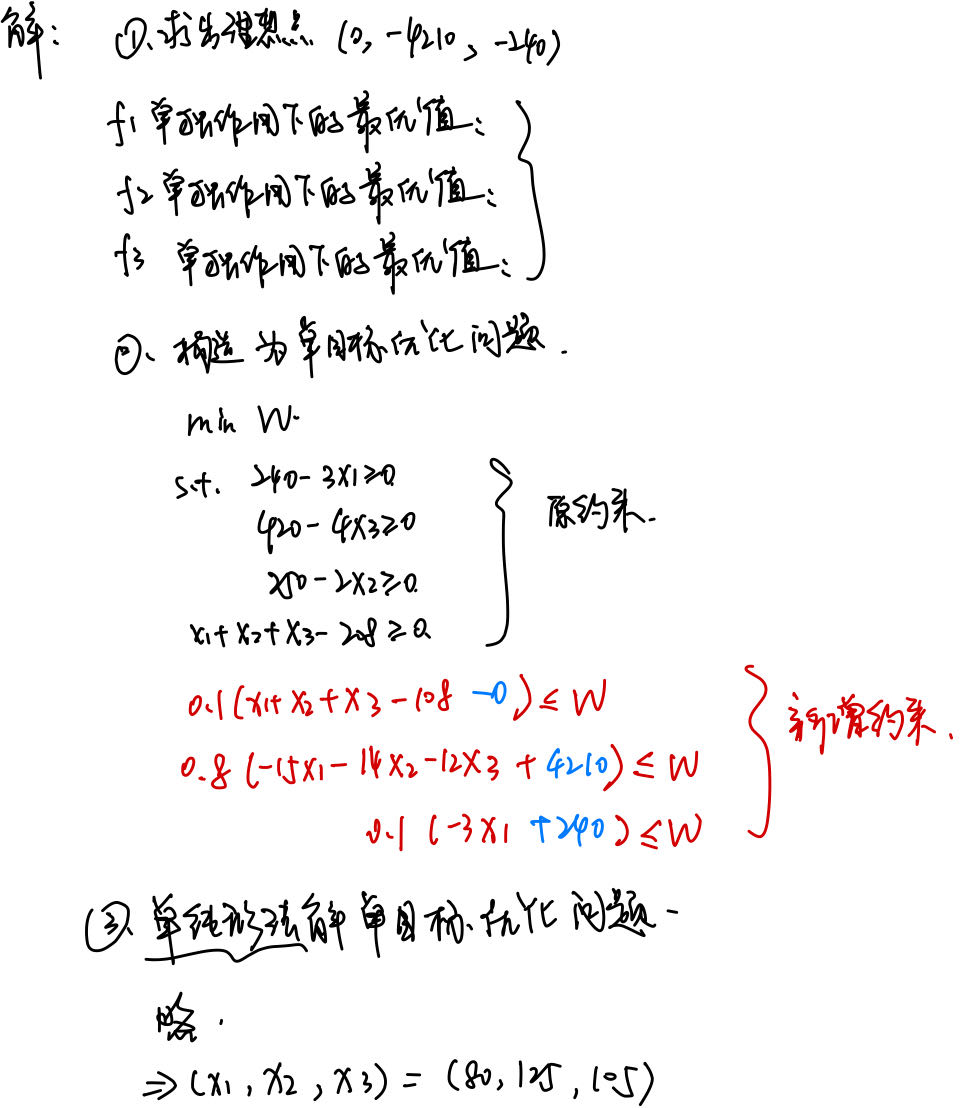 解: ①、求出理想点 (0, -4210, -240)
f1 单独作用下的最优值:
f2 单独作用下的最优值:
f3 单独作用下的最优值:
②、构造为单目标优化问题.
min W.
s.t. 240-3x1≥0
420-4x3≥0
250-2x2≥0.
x1+x2+x3-208≥0.
原约束.
0.1(x1+x2+x3-108-0)≤W
0.8(-15x1-14x2-12x3+4210)≤W
0.1(-3x1+240)≤W
新增约束.
③、单纯形法解单目标优化问题-
略.
⇒(x1,x2,x3)=(80,125,105)